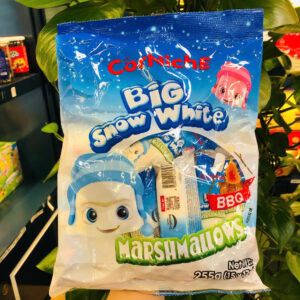 CORNICHE
BiG
Snow White
BBQ
MARSHMALLOWS
Net Wt:
255g